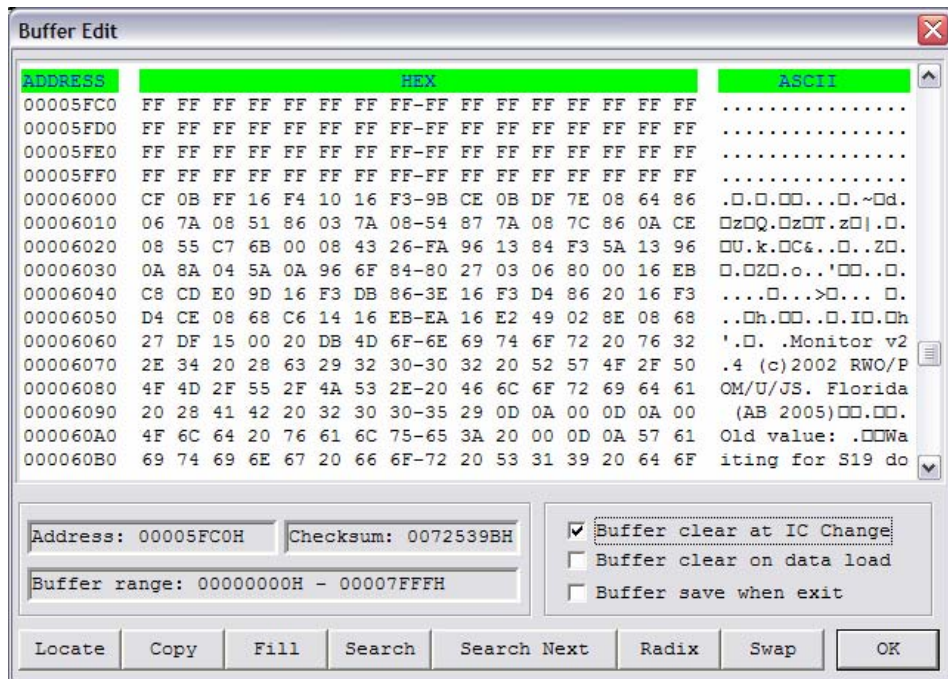 Buffer Edit
ADDRESS HEX ASCII
00005FC0 FF FF FF FF FF FF FF FF-FF FF FF FF FF FF FF FF ................
00005FD0 FF FF FF FF FF FF FF FF-FF FF FF FF FF FF FF FF ................
00005FE0 FF FF FF FF FF FF FF FF-FF FF FF FF FF FF FF FF ................
00005FF0 FF FF FF FF FF FF FF FF-FF FF FF FF FF FF FF FF ................
00006000 CF 0B FF 16 F4 10 16 F3-9B CE 0B DF 7E 08 64 86 .□.□.□□...□.~□d.
00006010 06 7A 08 51 86 03 7A 08-54 87 7A 08 7C 86 0A CE □z□Q.□z□T.z□|.□.
00006020 08 55 C7 6B 00 08 43 26-FA 96 13 84 F3 5A 13 96 □U.k.□C&..□..Z□.
00006030 0A 8A 04 5A 0A 96 6F 84-80 27 03 06 80 00 16 EB □.□Z□.o..'□□..□.
00006040 C8 CD E0 9D 16 F3 DB 86-3E 16 F3 D4 86 20 16 F3 ....□...>□... □.
00006050 D4 CE 08 68 C6 14 16 EB-EA 16 E2 49 02 8E 08 68 ..□h.□□..□.I□.□h
00006060 27 DF 15 00 20 DB 4D 6F-6E 69 74 6F 72 20 76 32 '.□. .Monitor v2
00006070 2E 34 20 28 63 29 32 30-30 32 20 52 57 4F 2F 50 .4 (c)2002 RWO/P
00006080 4F 4D 2F 55 2F 4A 53 2E-20 46 6C 6F 72 69 64 61 OM/U/JS. Florida
00006090 20 28 41 42 20 32 30 30-35 29 0D 0A 00 0D 0A 00 (AB 2005)□□.□□.
000060A0 4F 6C 64 20 76 61 6C 75-65 3A 20 00 0D 0A 57 61 Old value: .□□Wa
000060B0 69 74 69 6E 67 20 66 6F-72 20 53 31 39 20 64 6F iting for S19 do
Address: 00005FC0H Checksum: 0072539BH
Buffer range: 00000000H - 00007FFFH
Buffer clear at IC Change
Buffer clear on data load
Buffer save when exit
Locate Copy Fill Search Search Next Radix Swap OK